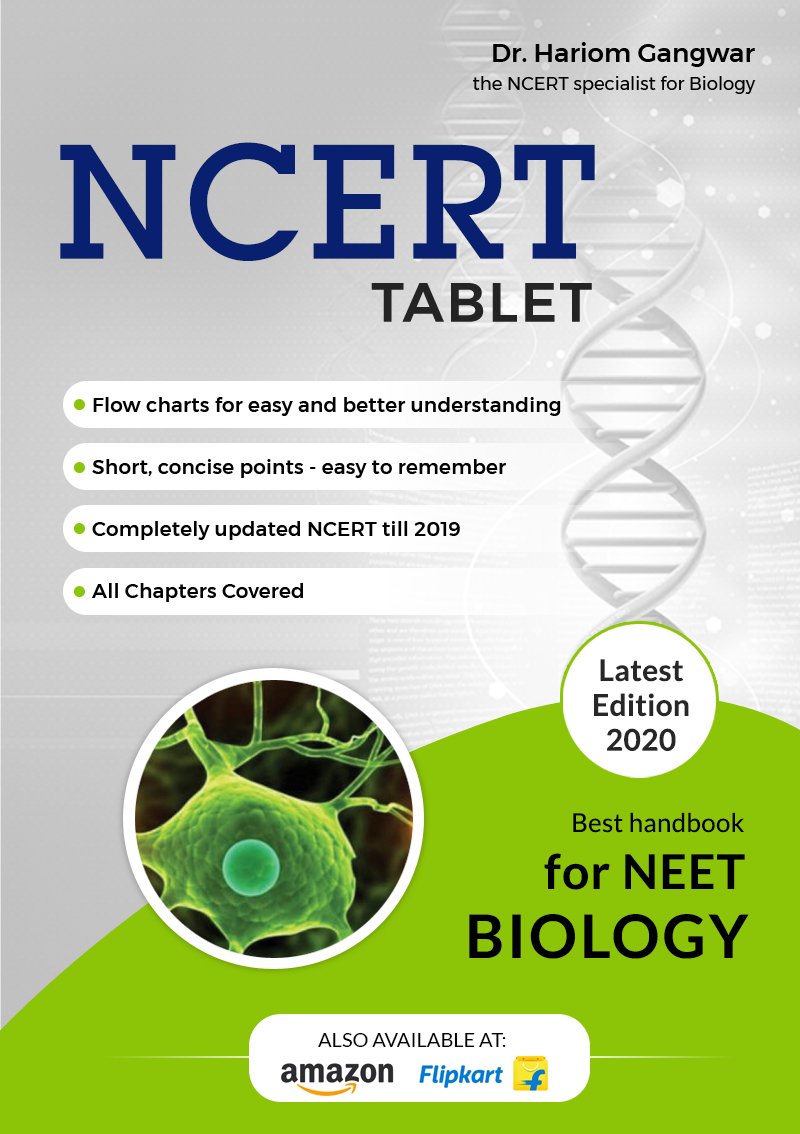 Dr. Hariom Gangwar
the NCERT specialist for Biology
NCERT
TABLET
Flow charts for easy and better understanding
Short, concise points - easy to remember
Completely updated NCERT till 2019
All Chapters Covered
Latest
Edition
2020
Best handbook
for NEET
BIOLOGY
ALSO AVAILABLE AT:
amazon Flipkart